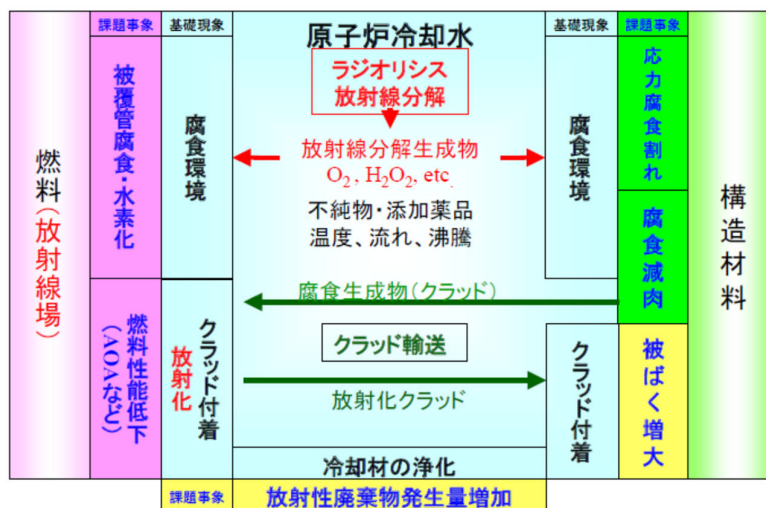 課題事象
基礎現象
原子炉冷却水
基礎現象
課題事象
燃料(放射線場)
被覆管腐食・水素化
腐食環境
ラジオリシス
放射線分解
放射線分解生成物
O₂ , H₂O₂ , etc.
不純物・添加薬品
温度、流れ、沸騰
腐食環境
応力腐食割れ
構造材料
腐食減肉
腐食生成物(クラッド)
燃料性能低下
(AOAなど)
クラッド付着
放射化
クラッド輸送
放射化クラッド
クラッド付着
被ばく増大
冷却材の浄化
課題事象
放射性廃棄物発生量増加